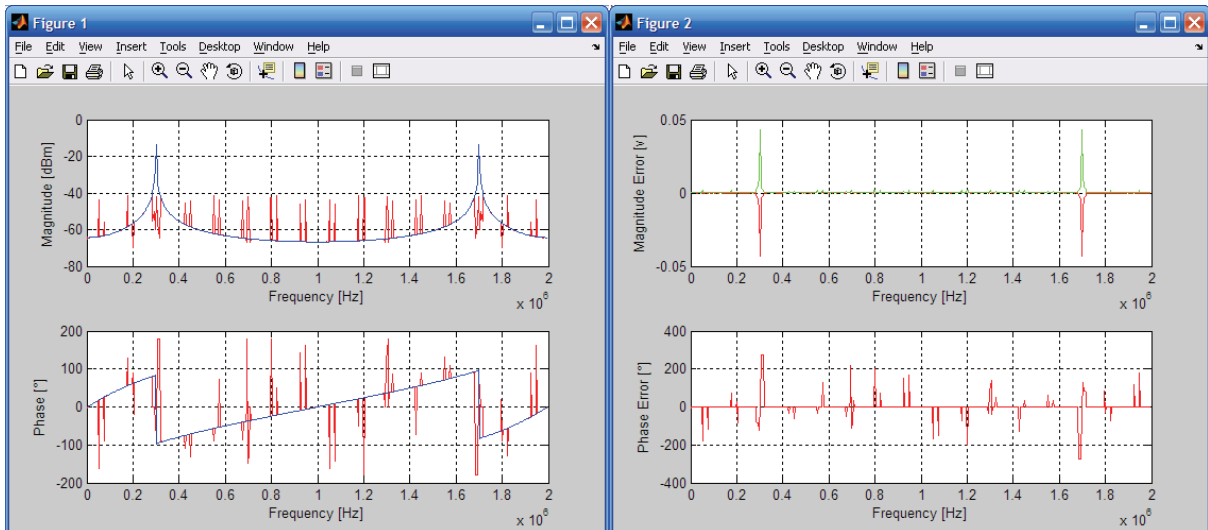 Figure 1
File Edit View Insert Tools Desktop Window Help
0
-20
-40
-60
-80
Magnitude [dBm]
0 0.2 0.4 0.6 0.8 1 1.2 1.4 1.6 1.8 2
Frequency [Hz]
x 10^6
200
100
0
-100
-200
Phase [°]
0 0.2 0.4 0.6 0.8 1 1.2 1.4 1.6 1.8 2
Frequency [Hz]
x 10^6
Figure 2
File Edit View Insert Tools Desktop Window Help
0.05
0
-0.05
Magnitude Error [v]
0 0.2 0.4 0.6 0.8 1 1.2 1.4 1.6 1.8 2
Frequency [Hz]
x 10^6
400
200
0
-200
-400
Phase Error [°]
0 0.2 0.4 0.6 0.8 1 1.2 1.4 1.6 1.8 2
Frequency [Hz]
x 10^6